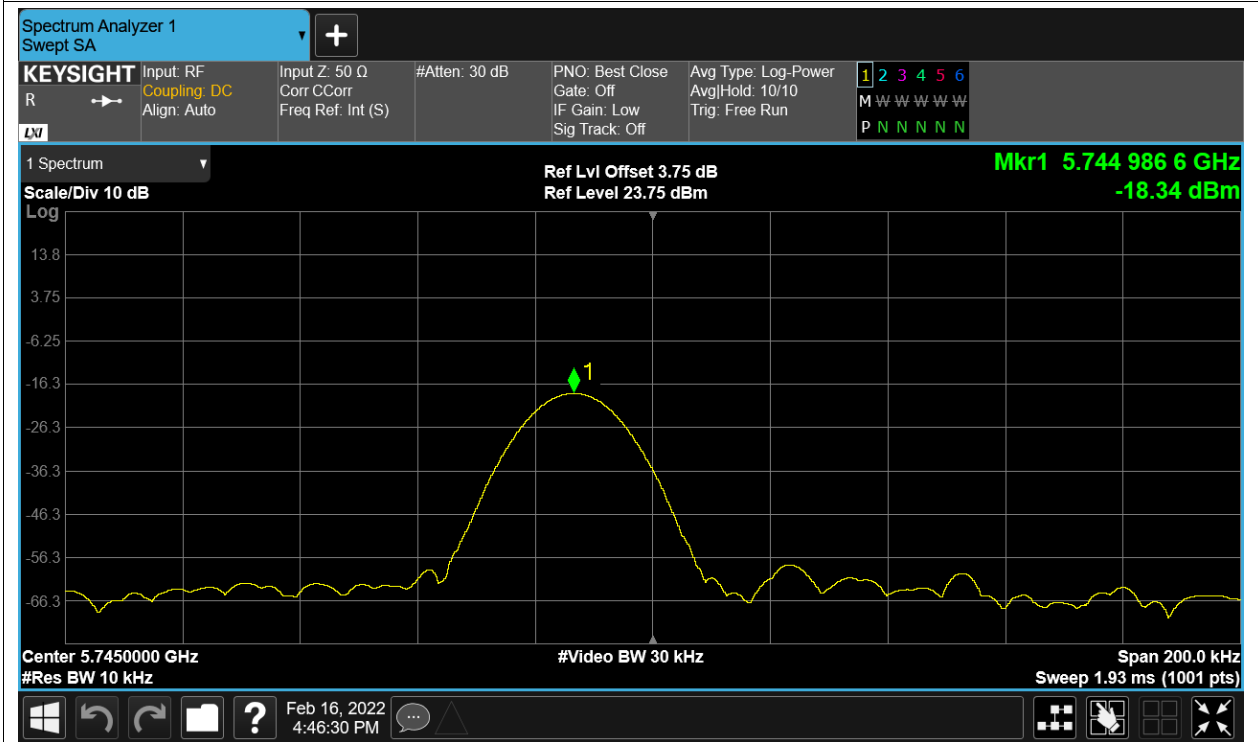 Spectrum Analyzer 1
Swept SA
+
KEYSIGHT
R
LXI
Input: RF
Coupling: DC
Align: Auto
Input Z: 50 Ω
Corr CCorr
Freq Ref: Int (S)
#Atten: 30 dB
PNO: Best Close
Gate: Off
IF Gain: Low
Sig Track: Off
Avg Type: Log-Power
Avg|Hold: 10/10
Trig: Free Run
1 2 3 4 5 6
M W W W W W
P N N N N N
1 Spectrum
Scale/Div 10 dB
Log
Ref Lvl Offset 3.75 dB
Ref Level 23.75 dBm
Mkr1 5.744 986 6 GHz
-18.34 dBm
13.8
3.75
-6.25
-16.3
-26.3
-36.3
-46.3
-56.3
-66.3
1
Center 5.7450000 GHz
#Res BW 10 kHz
#Video BW 30 kHz
Span 200.0 kHz
Sweep 1.93 ms (1001 pts)
?
Feb 16, 2022
4:46:30 PM